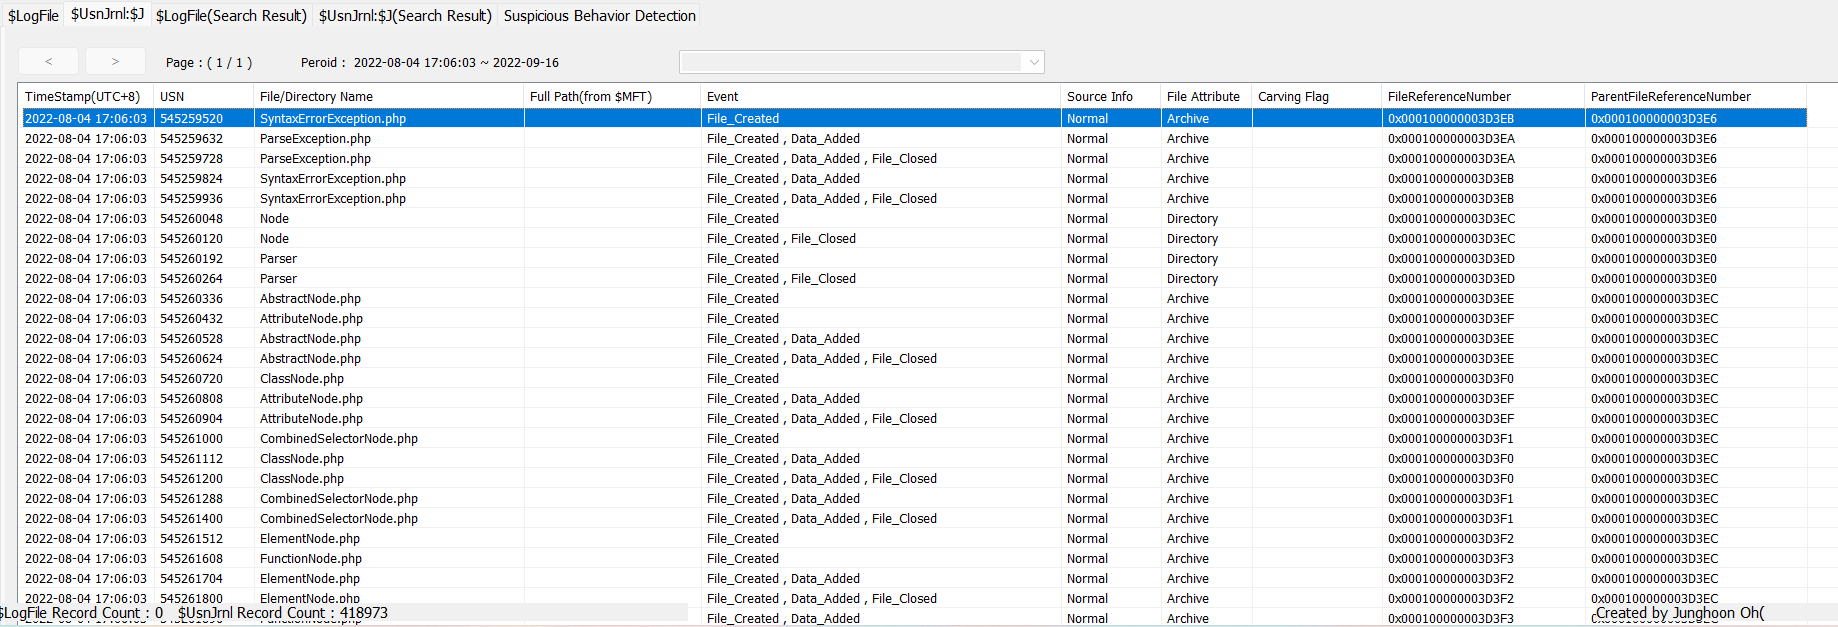 $LogFile $UsnJrnl:$J $LogFile(Search Result) $UsnJrnl:$J(Search Result) Suspicious Behavior Detection
< > Page : ( 1 / 1 ) Peroid : 2022-08-04 17:06:03 ~ 2022-09-16
TimeStamp(UTC+8) USN File/Directory Name Full Path(from $MFT) Event Source Info File Attribute Carving Flag FileReferenceNumber ParentFileReferenceNumber
2022-08-04 17:06:03 545259520 SyntaxErrorException.php File_Created Normal Archive 0x000100000003D3EB 0x000100000003D3E6
2022-08-04 17:06:03 545259632 ParseException.php File_Created , Data_Added Normal Archive 0x000100000003D3EA 0x000100000003D3E6
2022-08-04 17:06:03 545259728 ParseException.php File_Created , Data_Added , File_Closed Normal Archive 0x000100000003D3EA 0x000100000003D3E6
2022-08-04 17:06:03 545259824 SyntaxErrorException.php File_Created , Data_Added Normal Archive 0x000100000003D3EB 0x000100000003D3E6
2022-08-04 17:06:03 545259936 SyntaxErrorException.php File_Created , Data_Added , File_Closed Normal Archive 0x000100000003D3EB 0x000100000003D3E6
2022-08-04 17:06:03 545260048 Node File_Created Normal Directory 0x000100000003D3EC 0x000100000003D3E0
2022-08-04 17:06:03 545260120 Node File_Created , File_Closed Normal Directory 0x000100000003D3EC 0x000100000003D3E0
2022-08-04 17:06:03 545260192 Parser File_Created Normal Directory 0x000100000003D3ED 0x000100000003D3E0
2022-08-04 17:06:03 545260264 Parser File_Created , File_Closed Normal Directory 0x000100000003D3ED 0x000100000003D3E0
2022-08-04 17:06:03 545260336 AbstractNode.php File_Created Normal Archive 0x000100000003D3EE 0x000100000003D3EC
2022-08-04 17:06:03 545260432 AttributeNode.php File_Created Normal Archive 0x000100000003D3EF 0x000100000003D3EC
2022-08-04 17:06:03 545260528 AbstractNode.php File_Created , Data_Added Normal Archive 0x000100000003D3EE 0x000100000003D3EC
2022-08-04 17:06:03 545260624 AbstractNode.php File_Created , Data_Added , File_Closed Normal Archive 0x000100000003D3EE 0x000100000003D3EC
2022-08-04 17:06:03 545260720 ClassNode.php File_Created Normal Archive 0x000100000003D3F0 0x000100000003D3EC
2022-08-04 17:06:03 545260808 AttributeNode.php File_Created , Data_Added Normal Archive 0x000100000003D3EF 0x000100000003D3EC
2022-08-04 17:06:03 545260904 AttributeNode.php File_Created , Data_Added , File_Closed Normal Archive 0x000100000003D3EF 0x000100000003D3EC
2022-08-04 17:06:03 545261000 CombinedSelectorNode.php File_Created Normal Archive 0x000100000003D3F1 0x000100000003D3EC
2022-08-04 17:06:03 545261112 ClassNode.php File_Created , Data_Added Normal Archive 0x000100000003D3F0 0x000100000003D3EC
2022-08-04 17:06:03 545261200 ClassNode.php File_Created , Data_Added , File_Closed Normal Archive 0x000100000003D3F0 0x000100000003D3EC
2022-08-04 17:06:03 545261288 CombinedSelectorNode.php File_Created , Data_Added Normal Archive 0x000100000003D3F1 0x000100000003D3EC
2022-08-04 17:06:03 545261400 CombinedSelectorNode.php File_Created , Data_Added , File_Closed Normal Archive 0x000100000003D3F1 0x000100000003D3EC
2022-08-04 17:06:03 545261512 ElementNode.php File_Created Normal Archive 0x000100000003D3F2 0x000100000003D3EC
2022-08-04 17:06:03 545261608 FunctionNode.php File_Created Normal Archive 0x000100000003D3F3 0x000100000003D3EC
2022-08-04 17:06:03 545261704 ElementNode.php File_Created , Data_Added Normal Archive 0x000100000003D3F2 0x000100000003D3EC
2022-08-04 17:06:03 545261800 ElementNode.php File_Created , Data_Added , File_Closed Normal Archive 0x000100000003D3F2 0x000100000003D3EC
File_Created , Data_Added Normal Archive 0x000100000003D3F3
$LogFile Record Count : 0 $UsnJrnl Record Count : 418973 Created by Junghoon Oh(